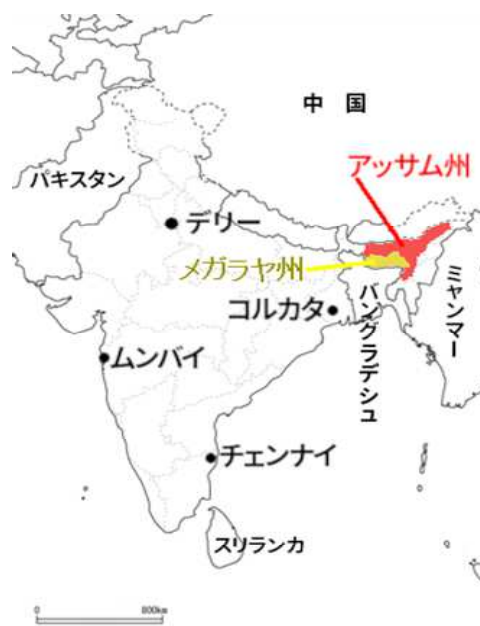 中 国
アッサム州
パキスタン
デリー
メガラヤ州
コルカタ
バングラデシュ
ミャンマー
ムンバイ
チェンナイ
スリランカ
0 800km